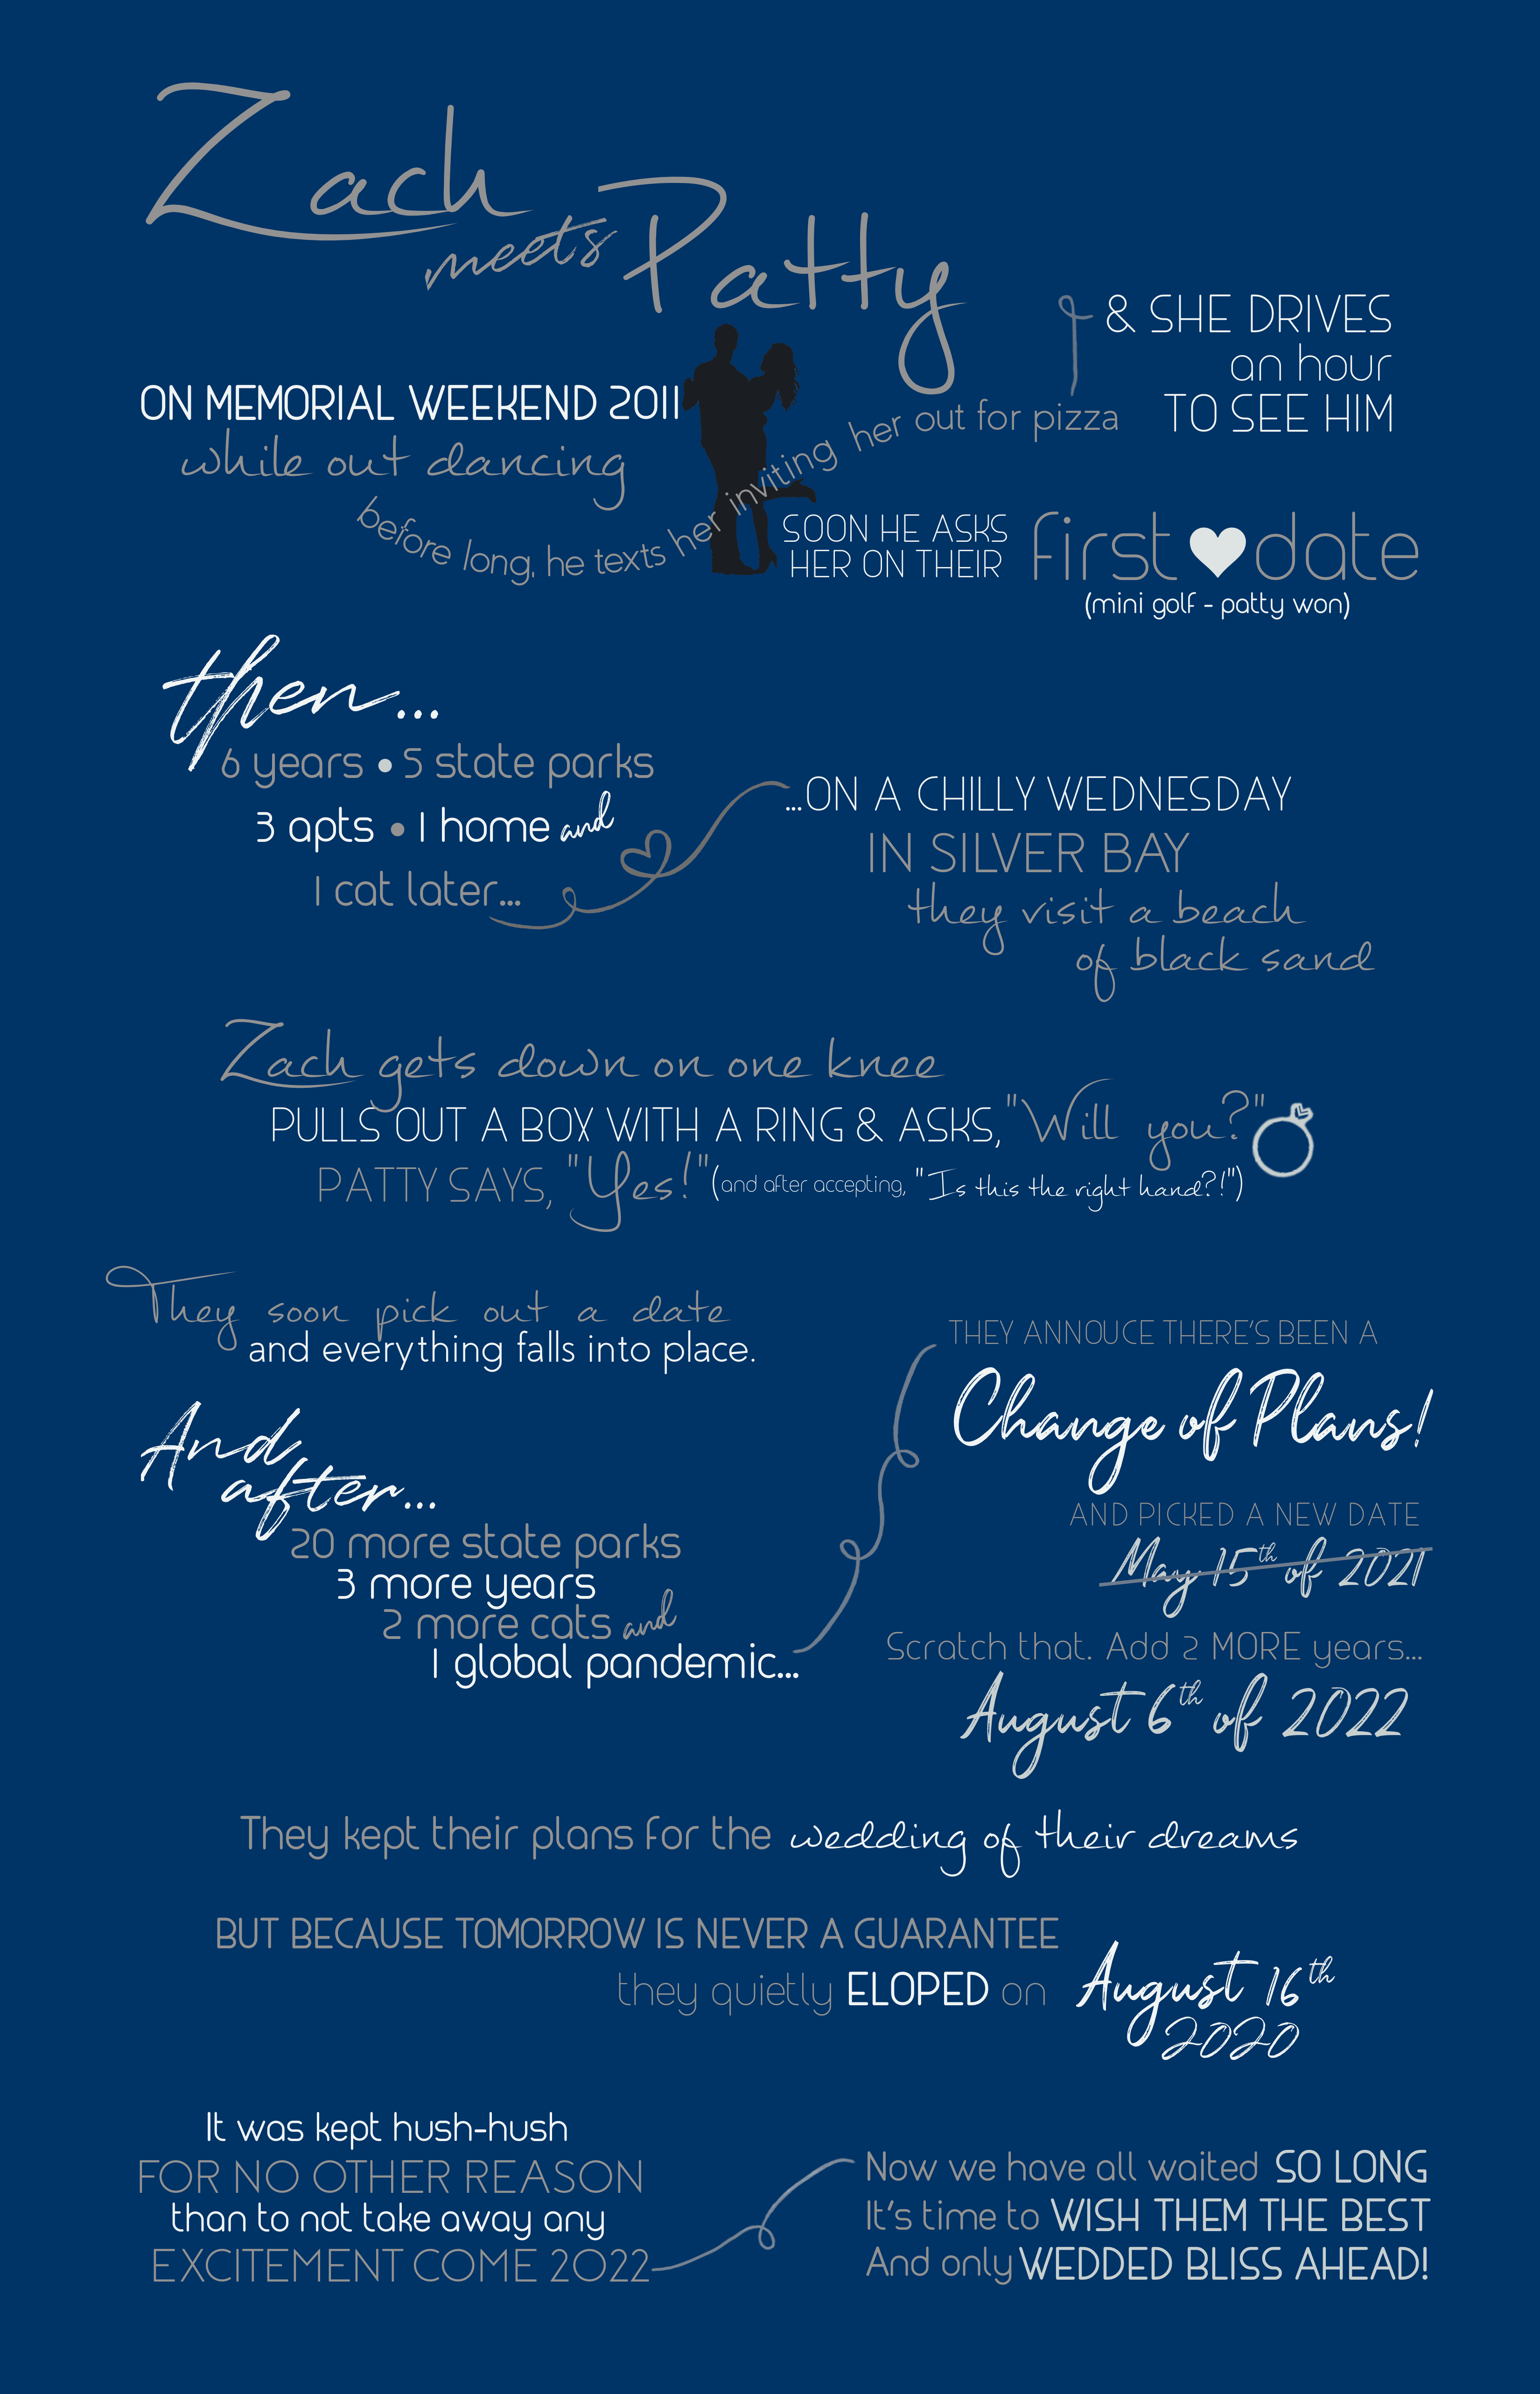 Zach
meets
Patty
ON MEMORIAL WEEKEND 2011
while out dancing
before long, he texts her inviting her out for pizza
& SHE DRIVES
an hour
TO SEE HIM
SOON HE ASKS
HER ON THEIR
first date
(mini golf - patty won)
then...
6 years • 5 state parks
3 apts • 1 home and
1 cat later...
...ON A CHILLY WEDNESDAY
IN SILVER BAY
they visit a beach
of black sand
Zach gets down on one knee
PULLS OUT A BOX WITH A RING & ASKS, "Will you?"
PATTY SAYS, "Yes!" (and after accepting, "Is this the right hand?!")
They soon pick out a date
and everything falls into place.
And
after...
20 more state parks
3 more years
2 more cats and
1 global pandemic...
THEY ANNOUCE THERE'S BEEN A
Change of Plans!
AND PICKED A NEW DATE
May 15th of 2021
Scratch that. Add 2 MORE years...
August 6th of 2022
They kept their plans for the wedding of their dreams
BUT BECAUSE TOMORROW IS NEVER A GUARANTEE
they quietly ELOPED on August 16th
2020
It was kept hush-hush
FOR NO OTHER REASON
than to not take away any
EXCITEMENT COME 2022
Now we have all waited SO LONG
It's time to WISH THEM THE BEST
And only WEDDED BLISS AHEAD!